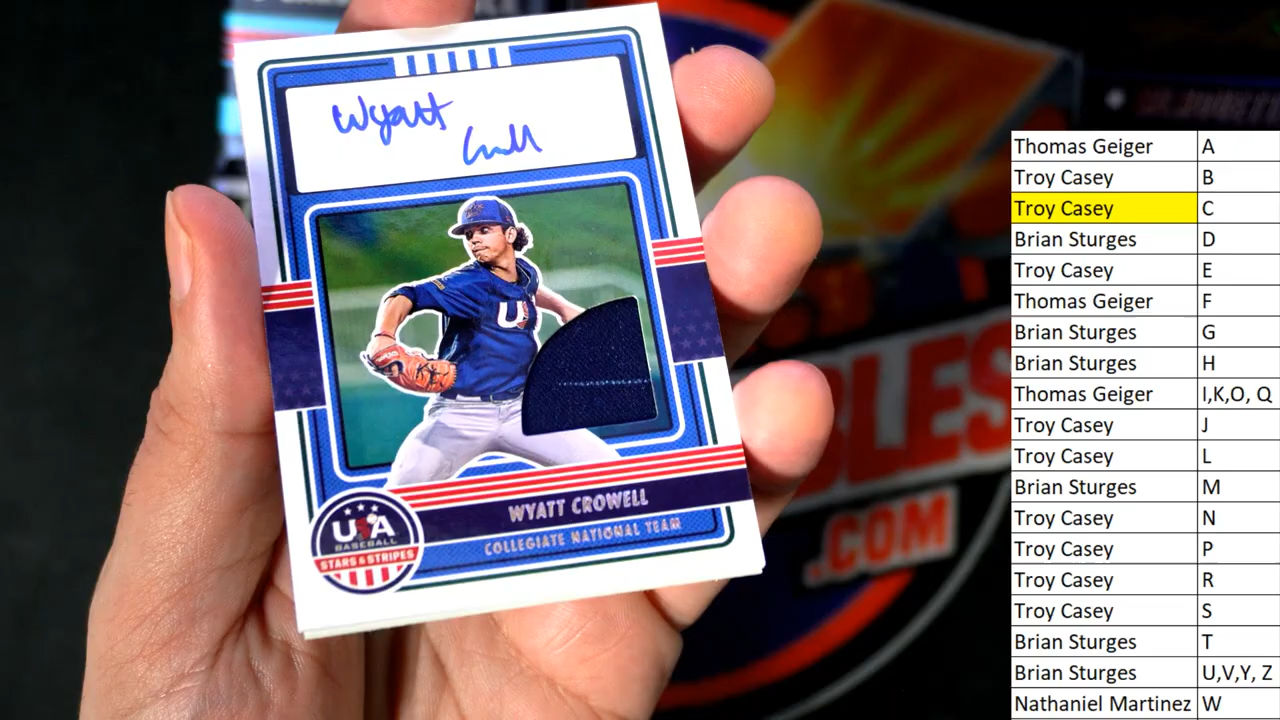 Wyatt
Crowell
U
WYATT CROWELL
COLLEGIATE NATIONAL TEAM
USA
BASEBALL
STARS & STRIPES
BLES
.COM
Thomas Geiger A
Troy Casey B
Troy Casey C
Brian Sturges D
Troy Casey E
Thomas Geiger F
Brian Sturges G
Brian Sturges H
Thomas Geiger I,K,O, Q
Troy Casey J
Troy Casey L
Brian Sturges M
Troy Casey N
Troy Casey P
Troy Casey R
Troy Casey S
Brian Sturges T
Brian Sturges U,V,Y, Z
Nathaniel Martinez W